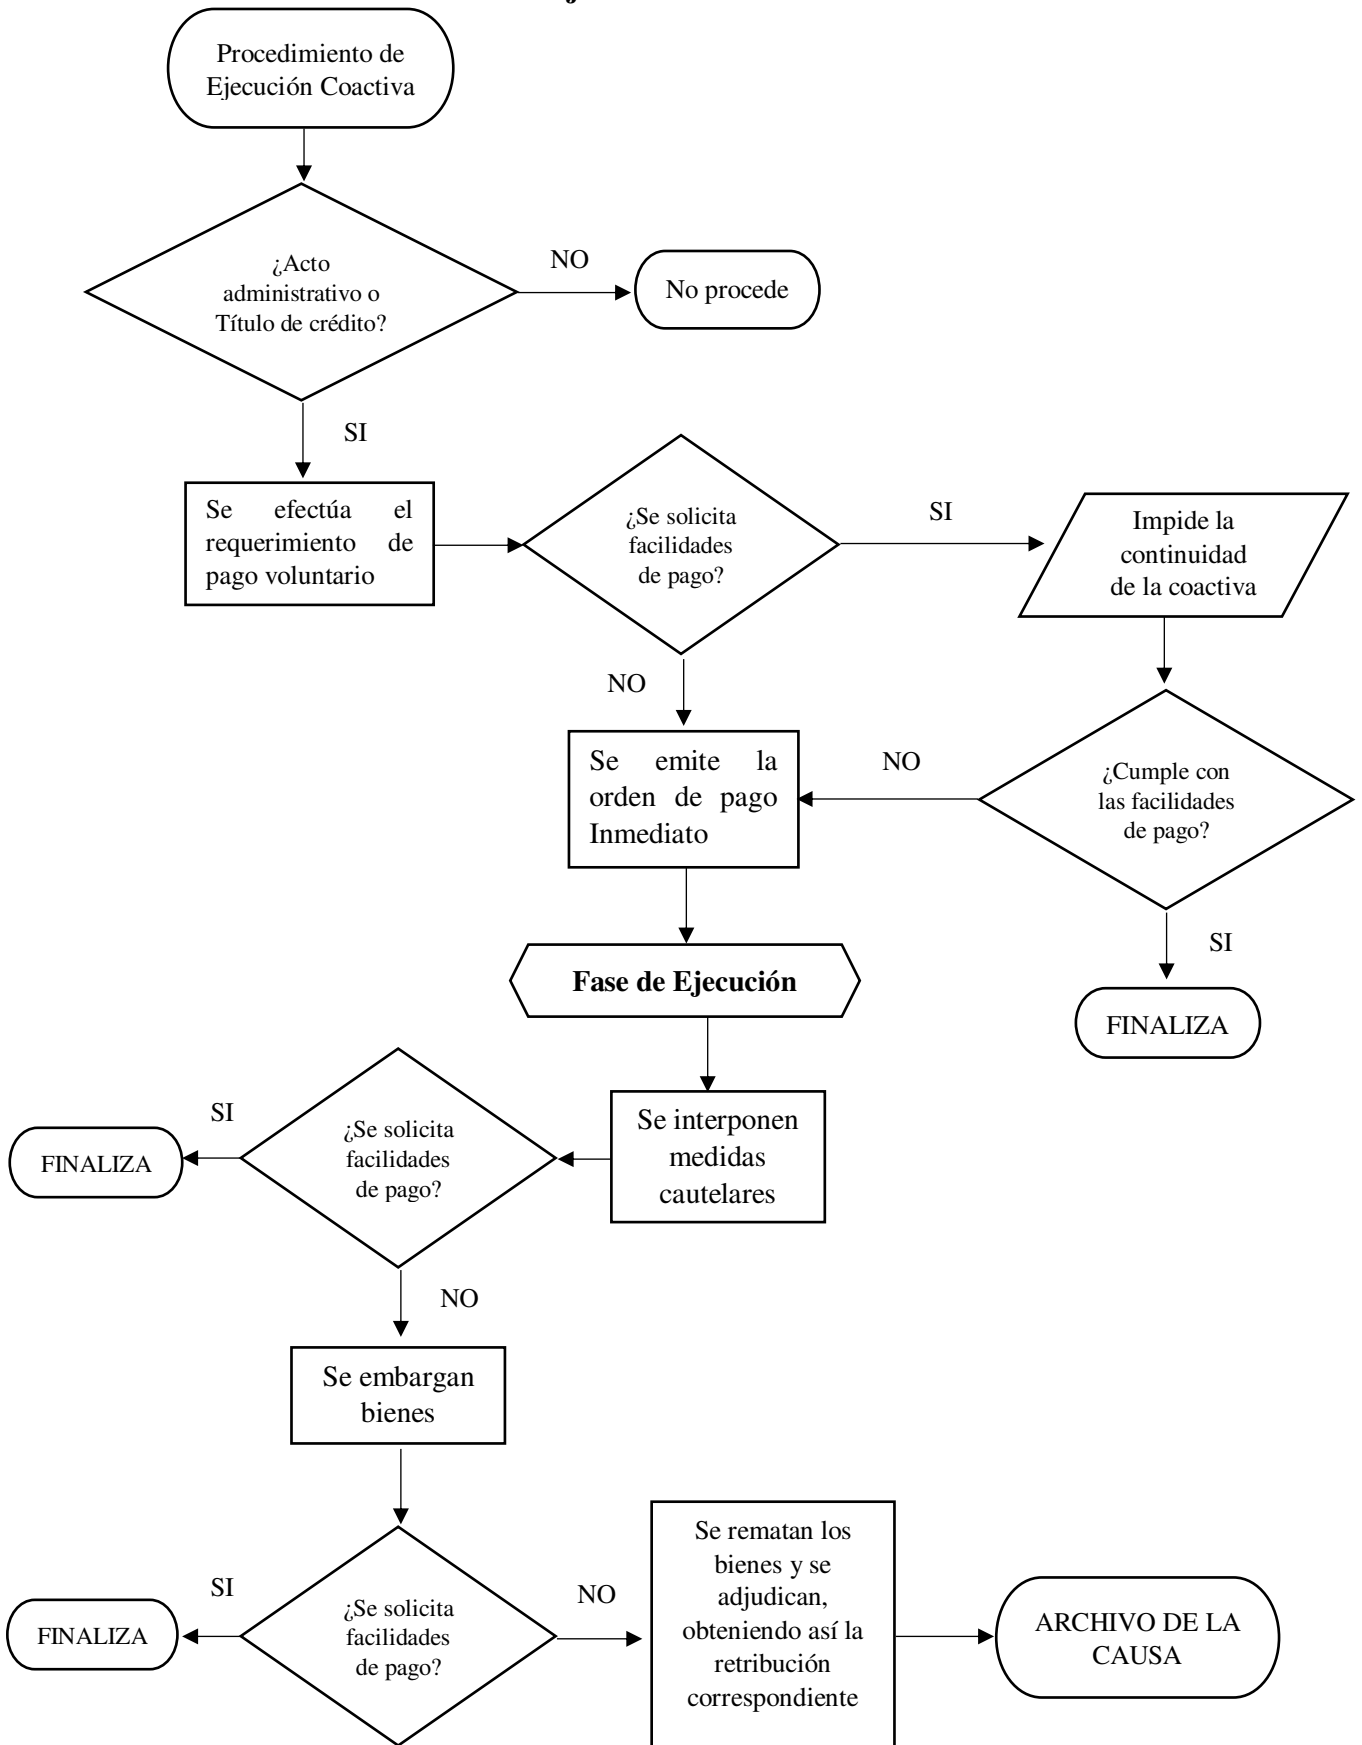 Procedimiento de
Ejecución Coactiva
¿Acto
administrativo o
Título de crédito?
NO
No procede
SI
Se efectúa el
requerimiento de
pago voluntario
¿Se solicita
facilidades
de pago?
SI
Impide la
continuidad
de la coactiva
NO
Se emite la
orden de pago
Inmediato
NO
¿Cumple con
las facilidades
de pago?
SI
FINALIZA
Fase de Ejecución
Se interponen
medidas
cautelares
¿Se solicita
facilidades
de pago?
SI
FINALIZA
NO
Se embargan
bienes
¿Se solicita
facilidades
de pago?
SI
FINALIZA
NO
Se rematan los
bienes y se
adjudican,
obteniendo así la
retribución
correspondiente
ARCHIVO DE LA
CAUSA